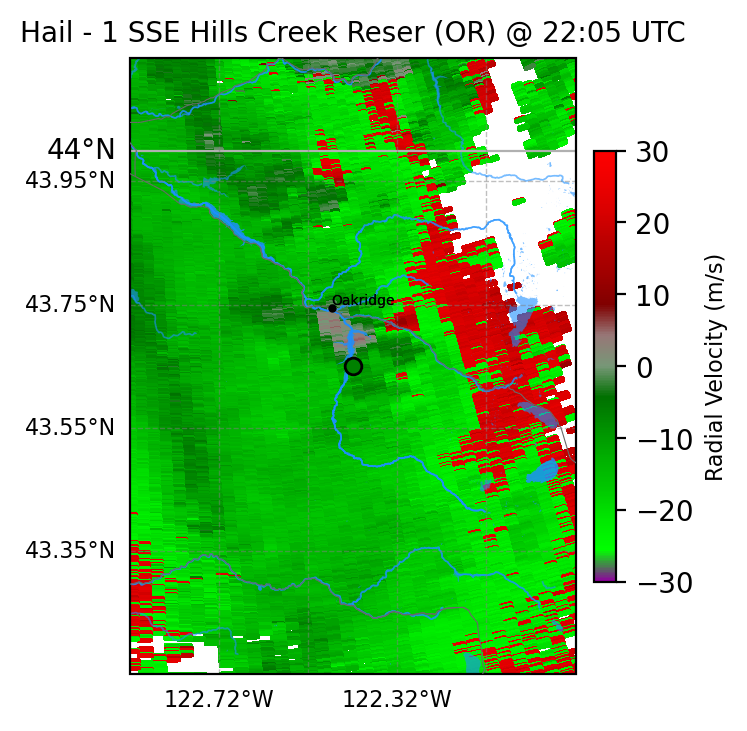 Hail - 1 SSE Hills Creek Reser (OR) @ 22:05 UTC
44°N
43.95°N
43.75°N
43.55°N
43.35°N
122.72°W
122.32°W
Oakridge
30
20
10
0
−10
−20
−30
Radial Velocity (m/s)